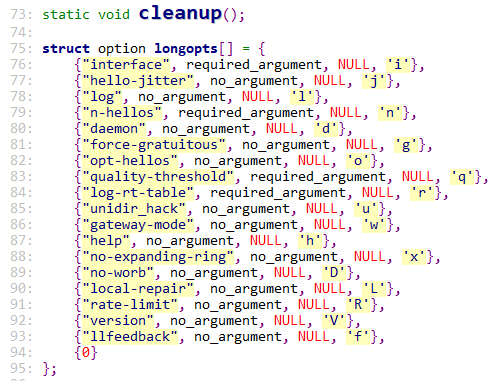 73: static void cleanup();
74:
75: struct option longopts[] = {
76:     {"interface", required_argument, NULL, 'i'},
77:     {"hello-jitter", no_argument, NULL, 'j'},
78:     {"log", no_argument, NULL, 'l'},
79:     {"n-hellos", required_argument, NULL, 'n'},
80:     {"daemon", no_argument, NULL, 'd'},
81:     {"force-gratuitous", no_argument, NULL, 'g'},
82:     {"opt-hellos", no_argument, NULL, 'o'},
83:     {"quality-threshold", required_argument, NULL, 'q'},
84:     {"log-rt-table", required_argument, NULL, 'r'},
85:     {"unidir_hack", no_argument, NULL, 'u'},
86:     {"gateway-mode", no_argument, NULL, 'w'},
87:     {"help", no_argument, NULL, 'h'},
88:     {"no-expanding-ring", no_argument, NULL, 'x'},
89:     {"no-worb", no_argument, NULL, 'D'},
90:     {"local-repair", no_argument, NULL, 'L'},
91:     {"rate-limit", no_argument, NULL, 'R'},
92:     {"version", no_argument, NULL, 'V'},
93:     {"llfeedback", no_argument, NULL, 'f'},
94:     {0}
95: };